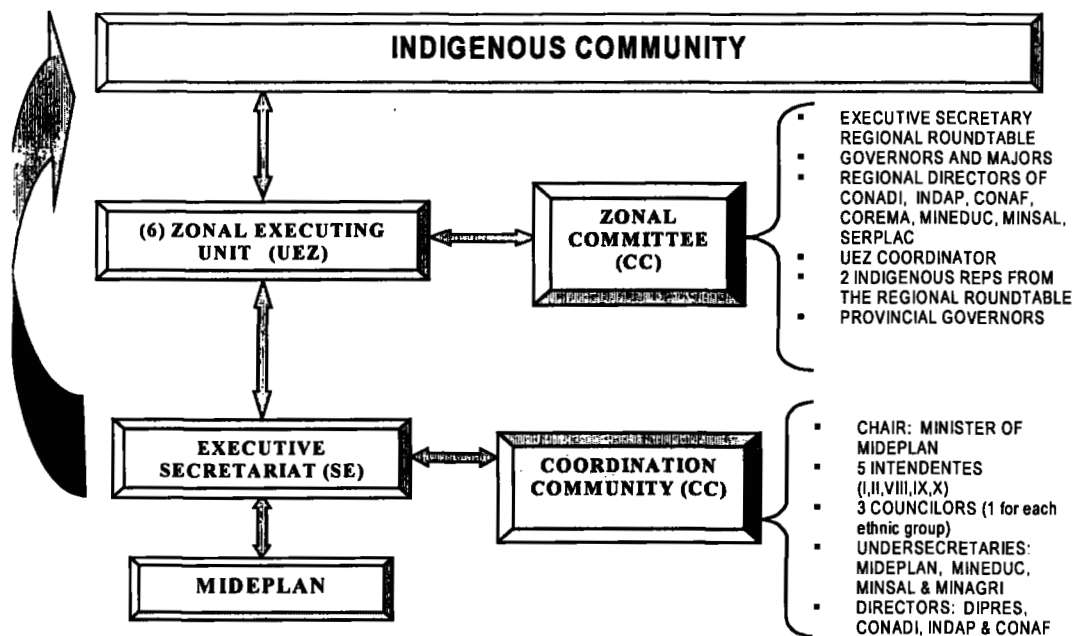 INDIGENOUS COMMUNITY
▪ EXECUTIVE SECRETARY
REGIONAL ROUNDTABLE
▪ GOVERNORS AND MAJORS
▪ REGIONAL DIRECTORS OF
CONADI, INDAP, CONAF,
COREMA, MINEDUC, MINSAL,
SERPLAC
▪ UEZ COORDINATOR
▪ 2 INDIGENOUS REPS FROM
THE REGIONAL ROUNDTABLE
▪ PROVINCIAL GOVERNORS
(6) ZONAL EXECUTING
UNIT (UEZ)
ZONAL
COMMITTEE
(CC)
EXECUTIVE
SECRETARIAT (SE)
COORDINATION
COMMUNITY (CC)
▪ CHAIR: MINISTER OF
MIDEPLAN
▪ 5 INTENDENTES
(I,II,VIII,IX,X)
▪ 3 COUNCILORS (1 for each
ethnic group)
▪ UNDERSECRETARIES:
MIDEPLAN, MINEDUC,
MINSAL & MINAGRI
▪ DIRECTORS: DIPRES,
CONADI, INDAP & CONAF
MIDEPLAN